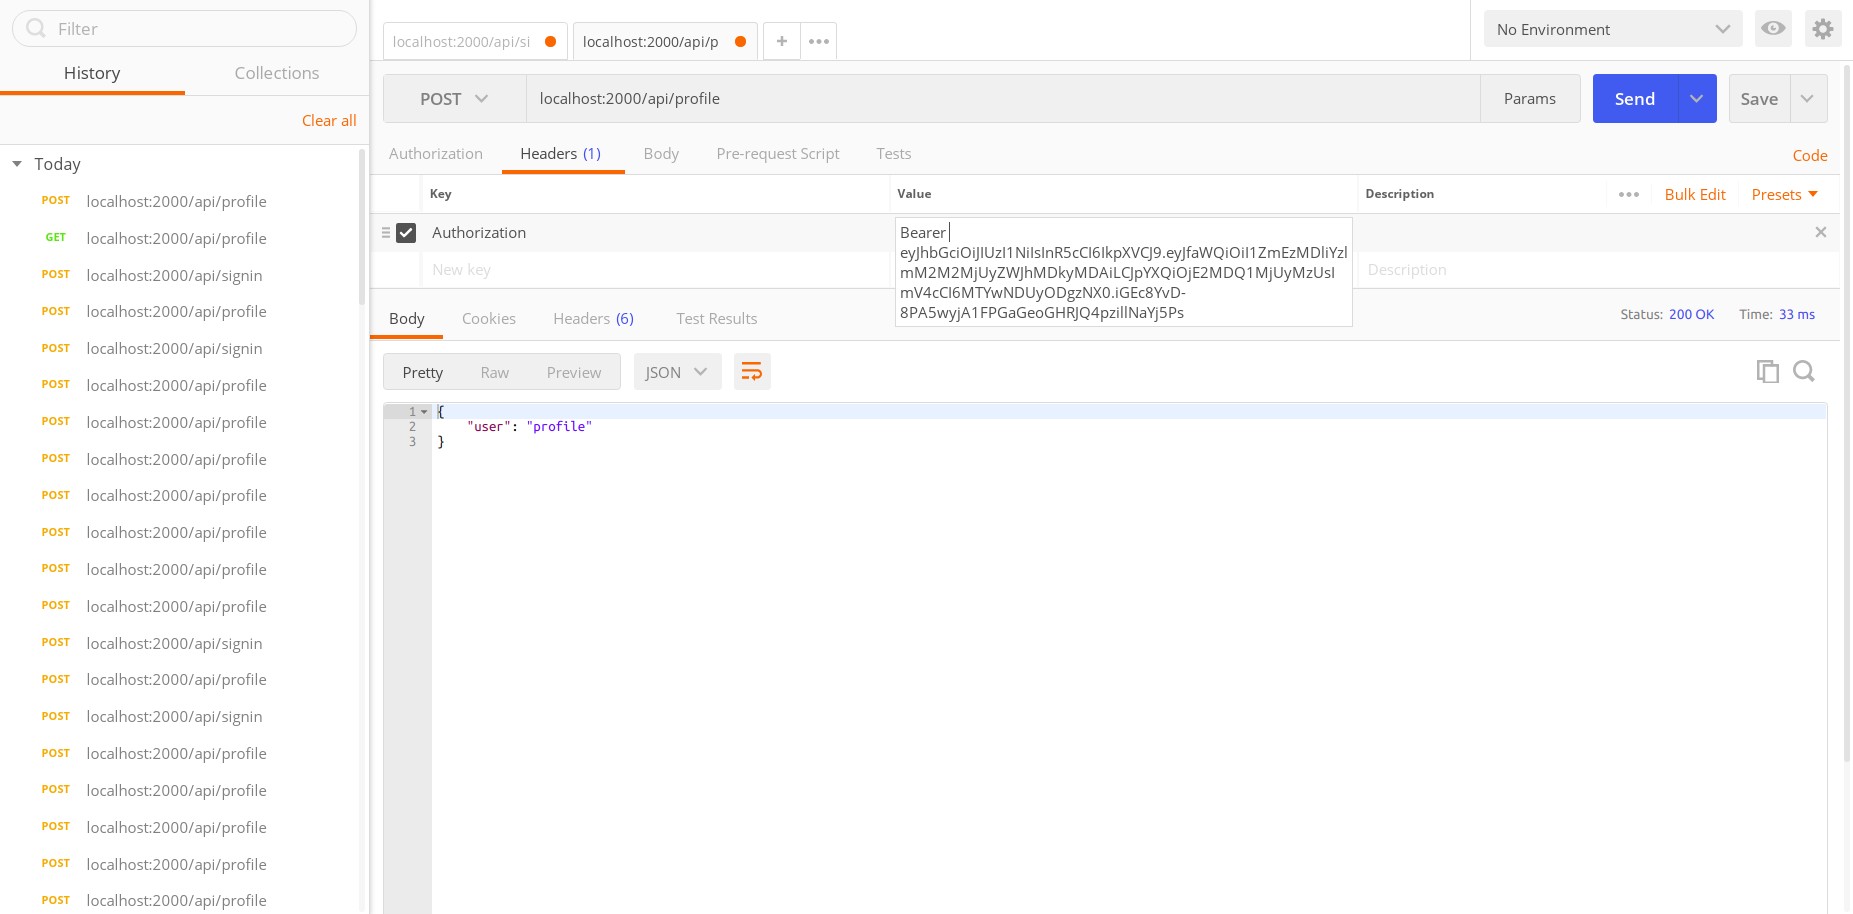 Filter
History Collections
Clear all
Today
POST localhost:2000/api/profile
GET localhost:2000/api/profile
POST localhost:2000/api/signin
POST localhost:2000/api/profile
POST localhost:2000/api/signin
POST localhost:2000/api/profile
POST localhost:2000/api/profile
POST localhost:2000/api/profile
POST localhost:2000/api/profile
POST localhost:2000/api/profile
POST localhost:2000/api/profile
POST localhost:2000/api/profile
POST localhost:2000/api/signin
POST localhost:2000/api/profile
POST localhost:2000/api/signin
POST localhost:2000/api/profile
POST localhost:2000/api/profile
POST localhost:2000/api/profile
POST localhost:2000/api/profile
POST localhost:2000/api/profile
localhost:2000/api/si localhost:2000/api/p + •••
No Environment
POST localhost:2000/api/profile Params Send Save
Authorization Headers (1) Body Pre-request Script Tests Code
Key Value Description ••• Bulk Edit Presets
Authorization Bearer
eyJhbGciOiJIUzI1NiIsInR5cCI6IkpXVCJ9.eyJfaWQiOiI1ZmEzMDliYzl
mM2M2MjUyZWJhMDkyMDAiLCJpYXQiOjE2MDQ1MjUyMzUsI
mV4cCI6MTYwNDUyODgzNX0.iGEc8YvD-
8PA5wyjA1FPGaGeoGHRJQ4pzillNaYj5Ps
New key Description
Body Cookies Headers (6) Test Results Status: 200 OK Time: 33 ms
Pretty Raw Preview JSON
1 {
2 "user": "profile"
3 }